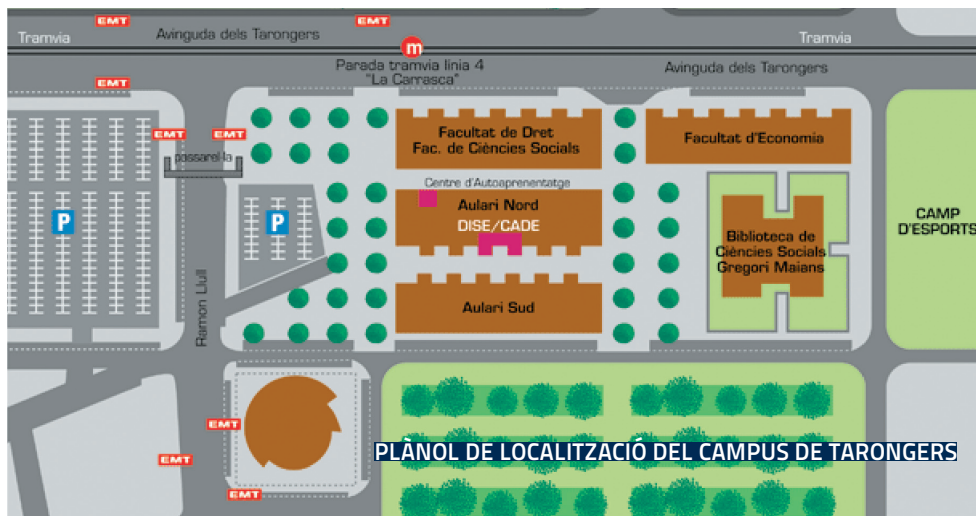 EMT
EMT
Tramvia
Avinguda dels Tarongers
m
Tramvia
Parada tramvia línia 4
"La Carrasca"
Avinguda dels Tarongers
EMT
EMT
EMT
passarel·la
Facultat de Dret
Fac. de Ciències Socials
Facultat d'Economia
Centre d'Autoaprenentatge
Aulari Nord
DISE/CADE
P
P
CAMP
D'ESPORTS
Biblioteca de
Ciències Socials
Gregori Maians
Aulari Sud
Ramon Llull
EMT
EMT
EMT
PLÀNOL DE LOCALITZACIÓ DEL CAMPUS DE TARONGERS